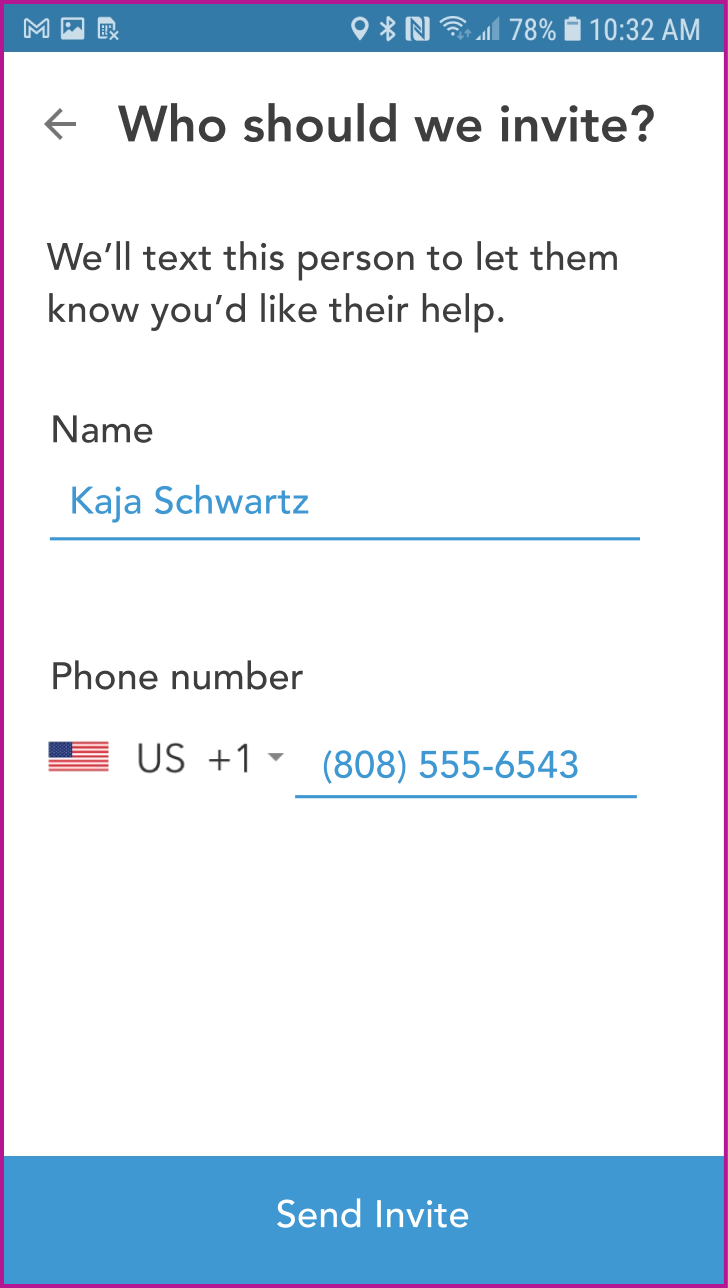 78% 10:32 AM
Who should we invite?
We’ll text this person to let them
know you’d like their help.
Name
Kaja Schwartz
Phone number
US +1 (808) 555-6543
Send Invite